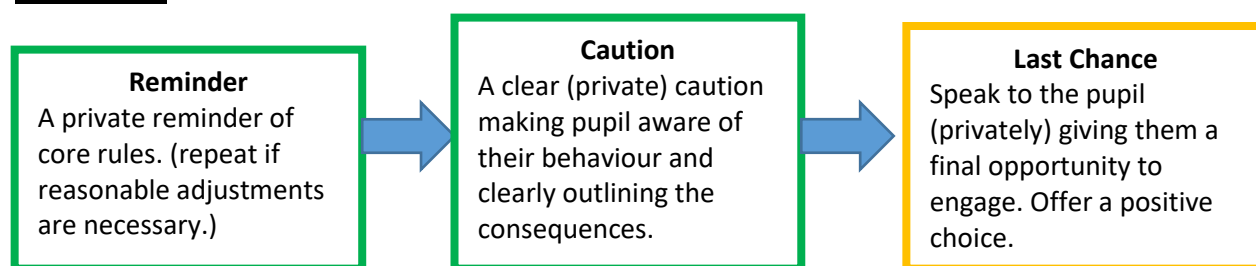 Reminder
A private reminder of
core rules. (repeat if
reasonable adjustments
are necessary.)
Caution
A clear (private) caution
making pupil aware of
their behaviour and
clearly outlining the
consequences.
Last Chance
Speak to the pupil
(privately) giving them a
final opportunity to
engage. Offer a positive
choice.